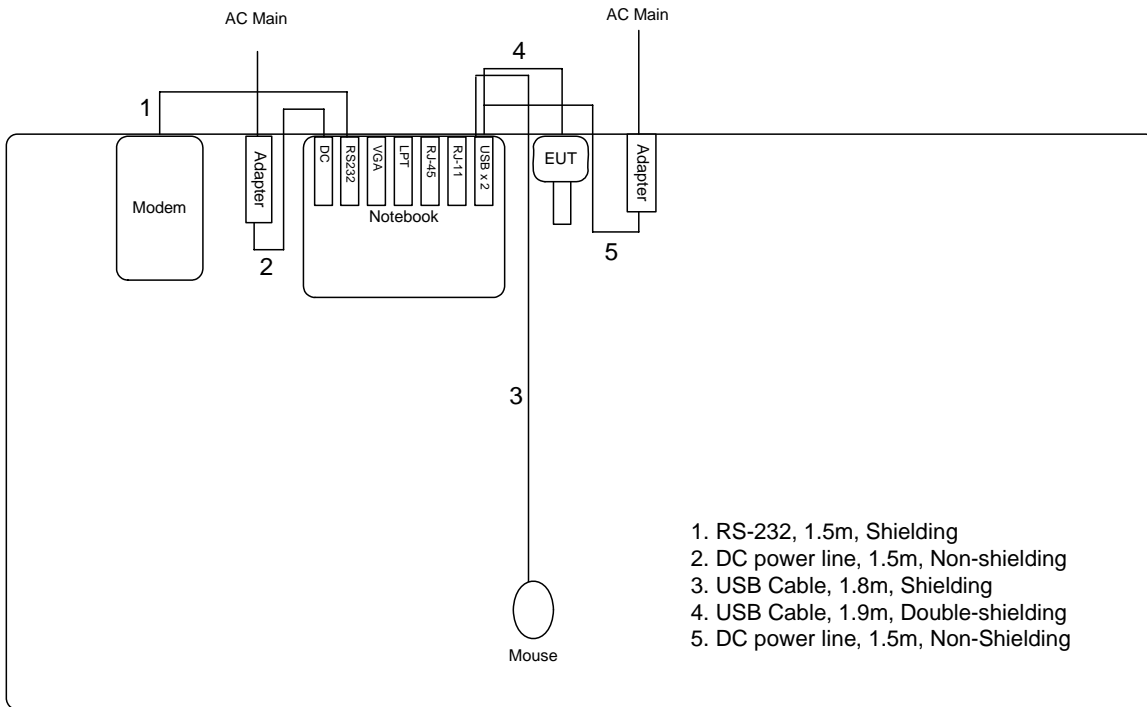 AC Main
AC Main
4
1
Adapter
DC
RS232
VGA
LPT
RJ-45
RJ-11
USB x 2
EUT
Adapter
Modem
Notebook
2
5
3
1. RS-232, 1.5m, Shielding
2. DC power line, 1.5m, Non-shielding
3. USB Cable, 1.8m, Shielding
4. USB Cable, 1.9m, Double-shielding
5. DC power line, 1.5m, Non-Shielding
Mouse